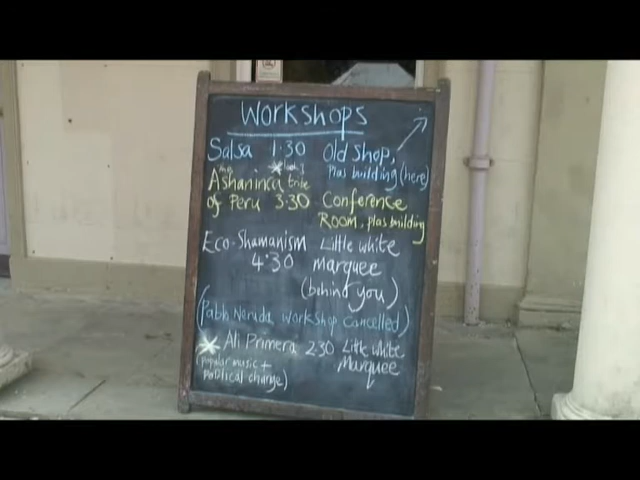 WORKSHOPS
Salsa 1.30 Old Shop,
Plas building (here)
The Ashaninca tribe
of Peru 3.30 Conference
Room, plas building
Eco-Shamanism Little white
4.30 marquee
(behind you)
(Pablo Neruda workshop cancelled)
Ali Primera 2.30 Little white
Marquee
(popular music +
political change)